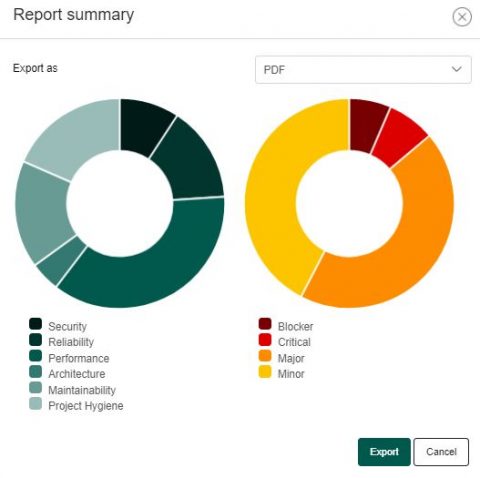 Report summary
Export as
PDF
Security
Reliability
Performance
Architecture
Maintainability
Project Hygiene
Blocker
Critical
Major
Minor
Export
Cancel